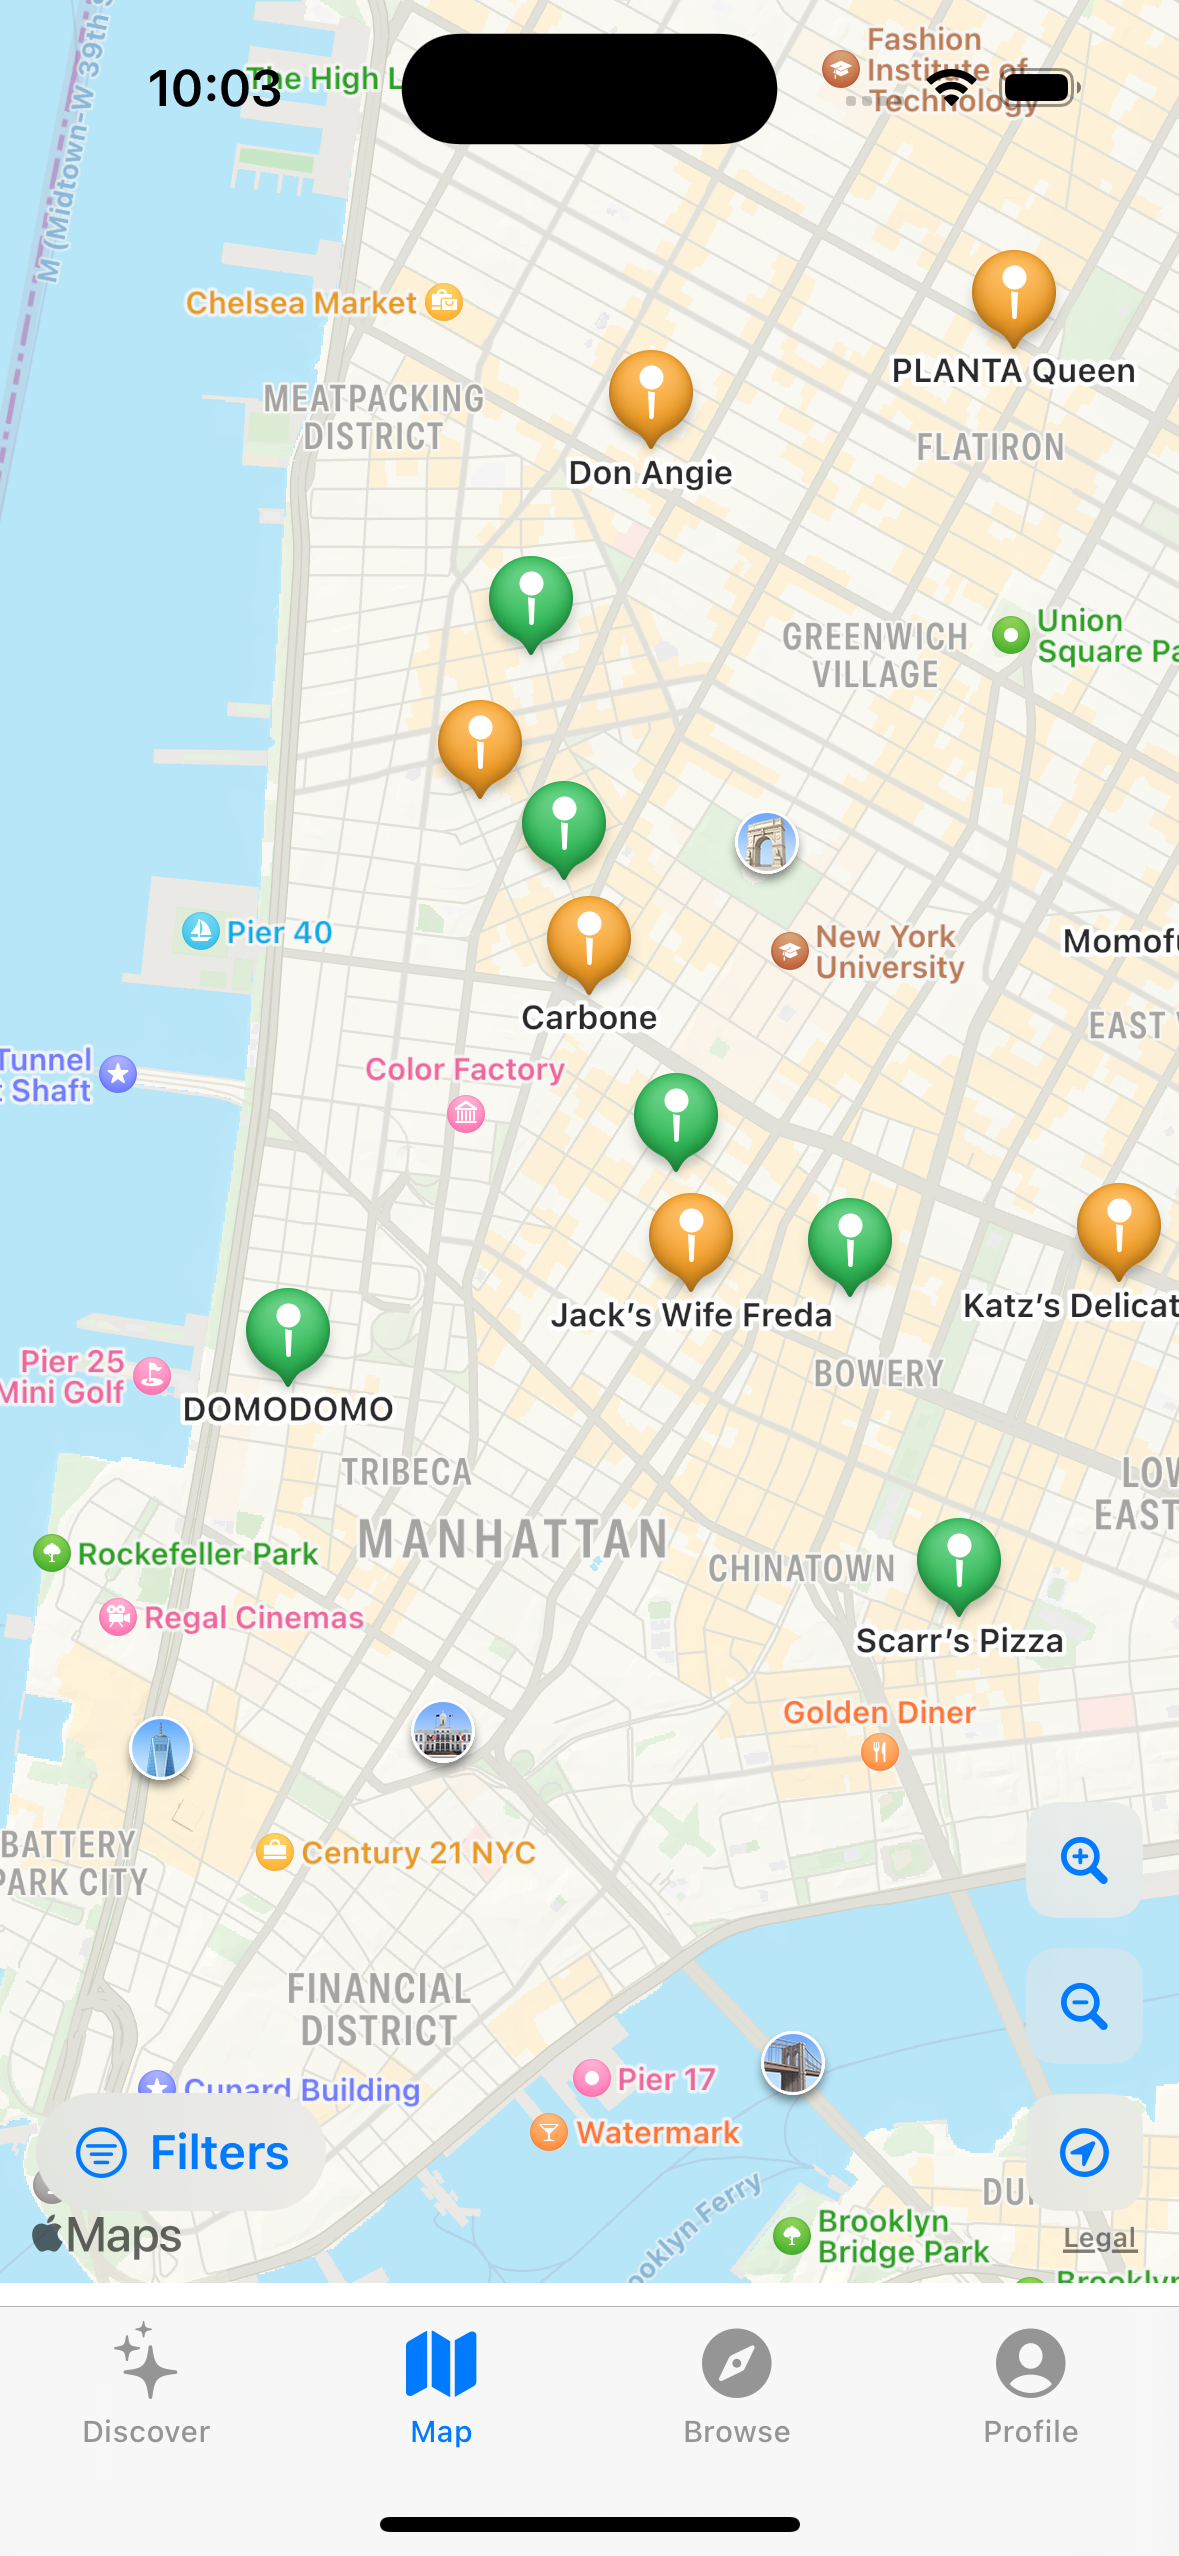 10:03
The High L
Fashion
Institute of
Technology
M (Midtown-W 39th S
Chelsea Market
PLANTA Queen
MEATPACKING
DISTRICT
Don Angie
FLATIRON
GREENWICH
VILLAGE
Union
Square Pa
Pier 40
New York
University
Momofu
EAST V
Carbone
Tunnel
t Shaft
Color Factory
Jack's Wife Freda
Katz's Delicat
Pier 25
Mini Golf
BOWERY
DOMODOMO
TRIBECA
LOW
EAST
MANHATTAN
Rockefeller Park
CHINATOWN
Regal Cinemas
Scarr's Pizza
Golden Diner
BATTERY
PARK CITY
Century 21 NYC
FINANCIAL
DISTRICT
Cunard Building
Pier 17
Watermark
Filters
DU
ooklyn Ferry
Maps
Brooklyn
Bridge Park
Legal
Brooklyn
Discover
Map
Browse
Profile